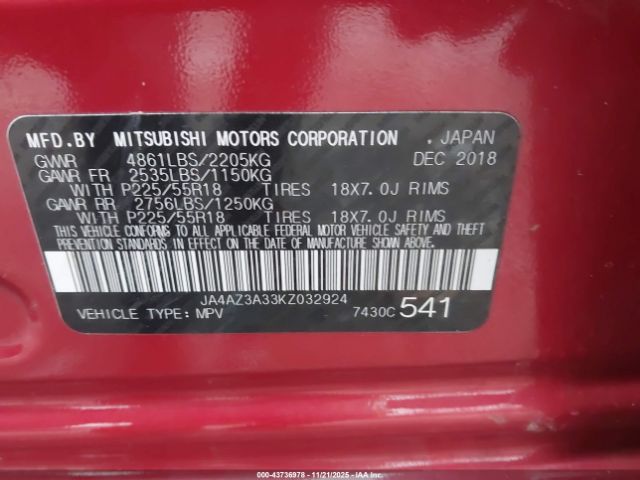 MFD.BY MITSUBISHI MOTORS CORPORATION . JAPAN
GVWR 4861LBS/2205KG DEC 2018
GAWR FR 2535LBS/1150KG
WITH P225/55R18 TIRES 18X7.0J RIMS
GAWR RR 2756LBS/1250KG
WITH P225/55R18 TIRES 18X7.0J RIMS
THIS VEHICLE CONFORMS TO ALL APPLICABLE FEDERAL MOTOR VEHICLE SAFETY AND THEFT
PREVENTION STANDARDS IN EFFECT ON THE DATE OF MANUFACTURE SHOWN ABOVE.
JA4AZ3A33KZ032924
VEHICLE TYPE: MPV 7430C 541
000-43736978 - 11/21/2025 - IAAI.COM